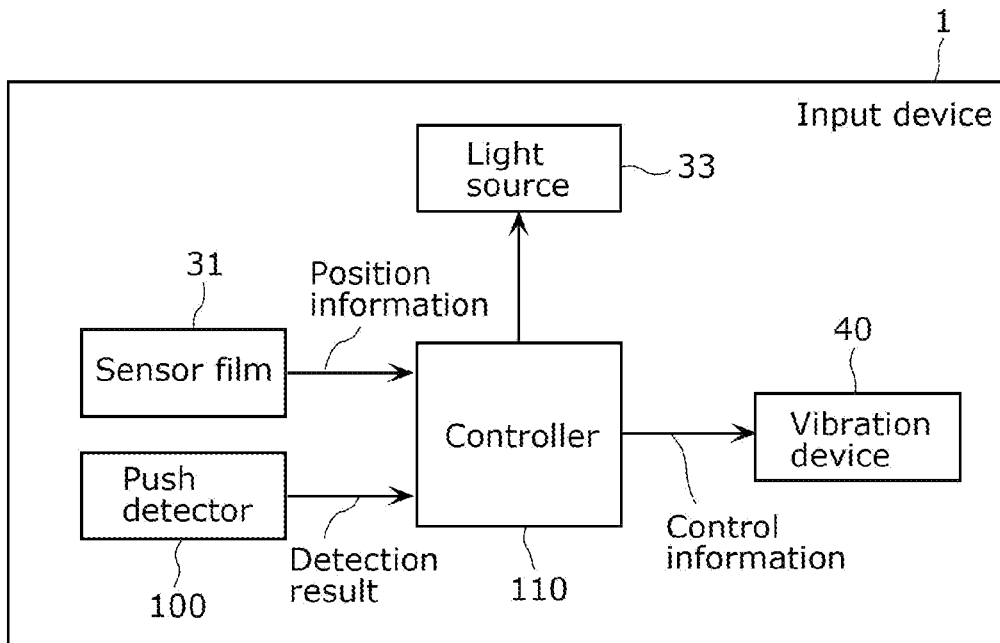 1
Input device
Light
source
33
31
Position
information
Sensor film
40
Controller
Vibration
device
Push
detector
Control
information
Detection
result
100
110